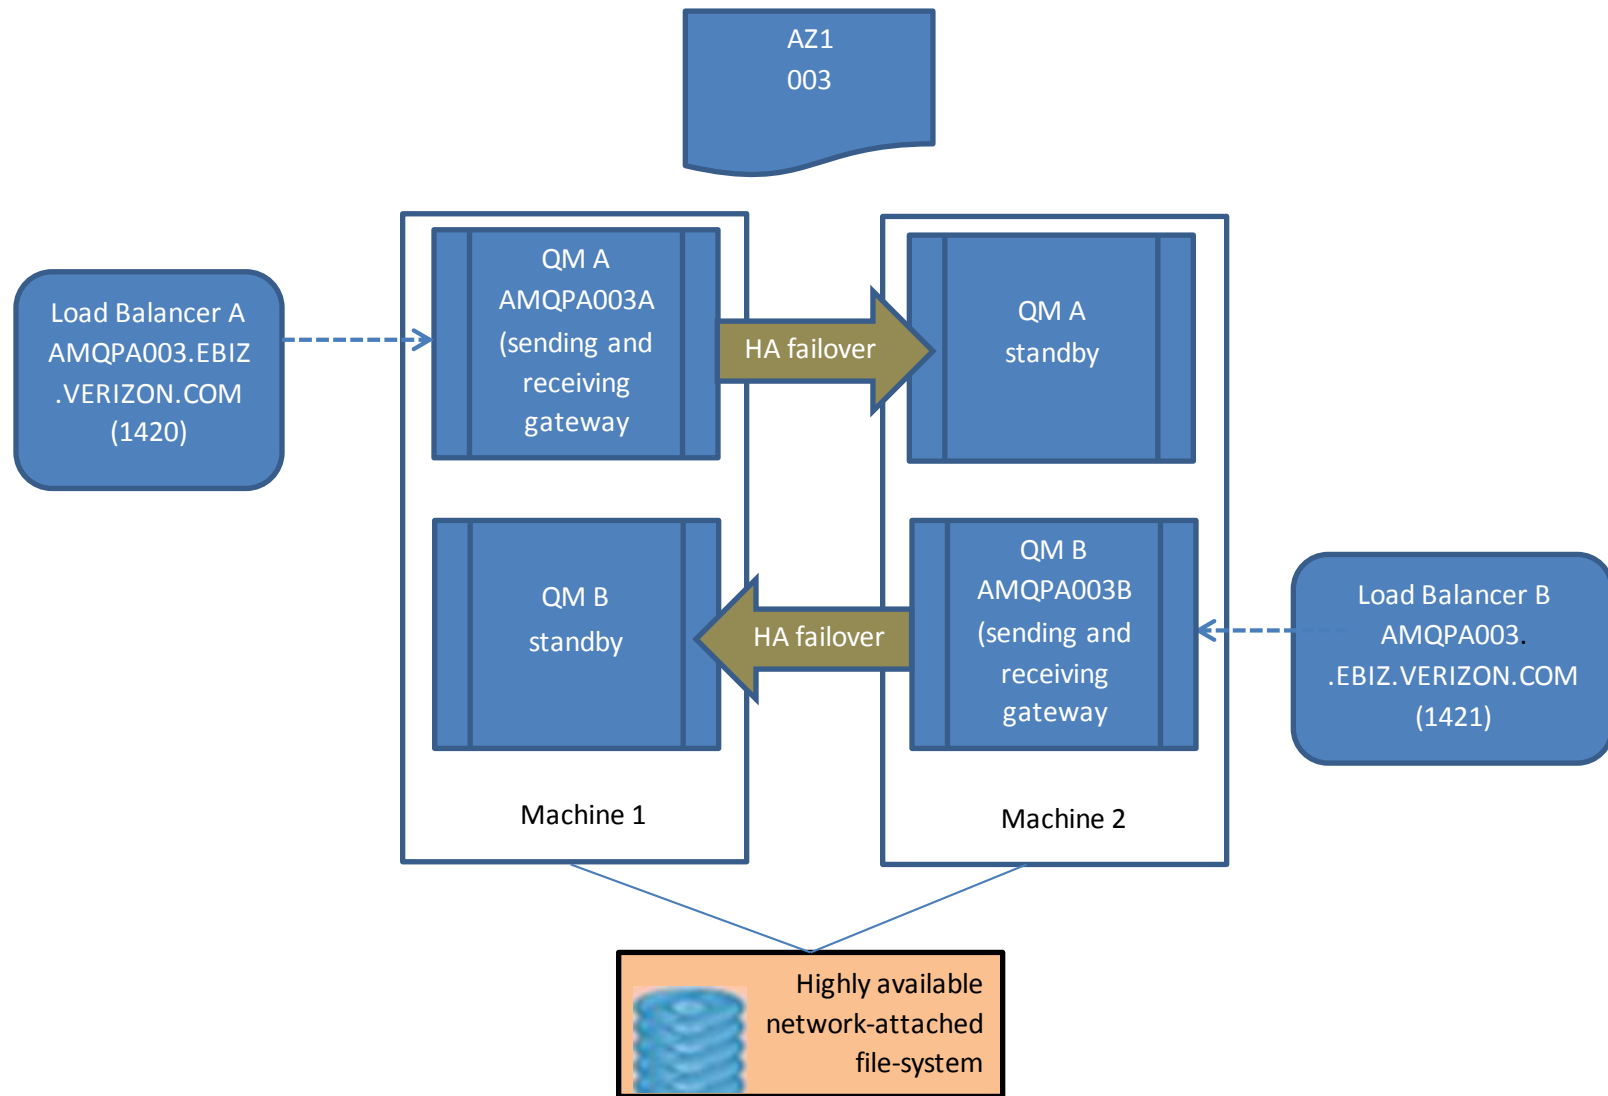 AZ1
003
Load Balancer A
AMQPA003.EBIZ
.VERIZON.COM
(1420)
QM A
AMQPA003A
(sending and
receiving
gateway
HA failover
QM A
standby
QM B
standby
HA failover
QM B
AMQPA003B
(sending and
receiving
gateway
Load Balancer B
AMQPA003.
.EBIZ.VERIZON.COM
(1421)
Machine 1
Machine 2
Highly available
network-attached
file-system